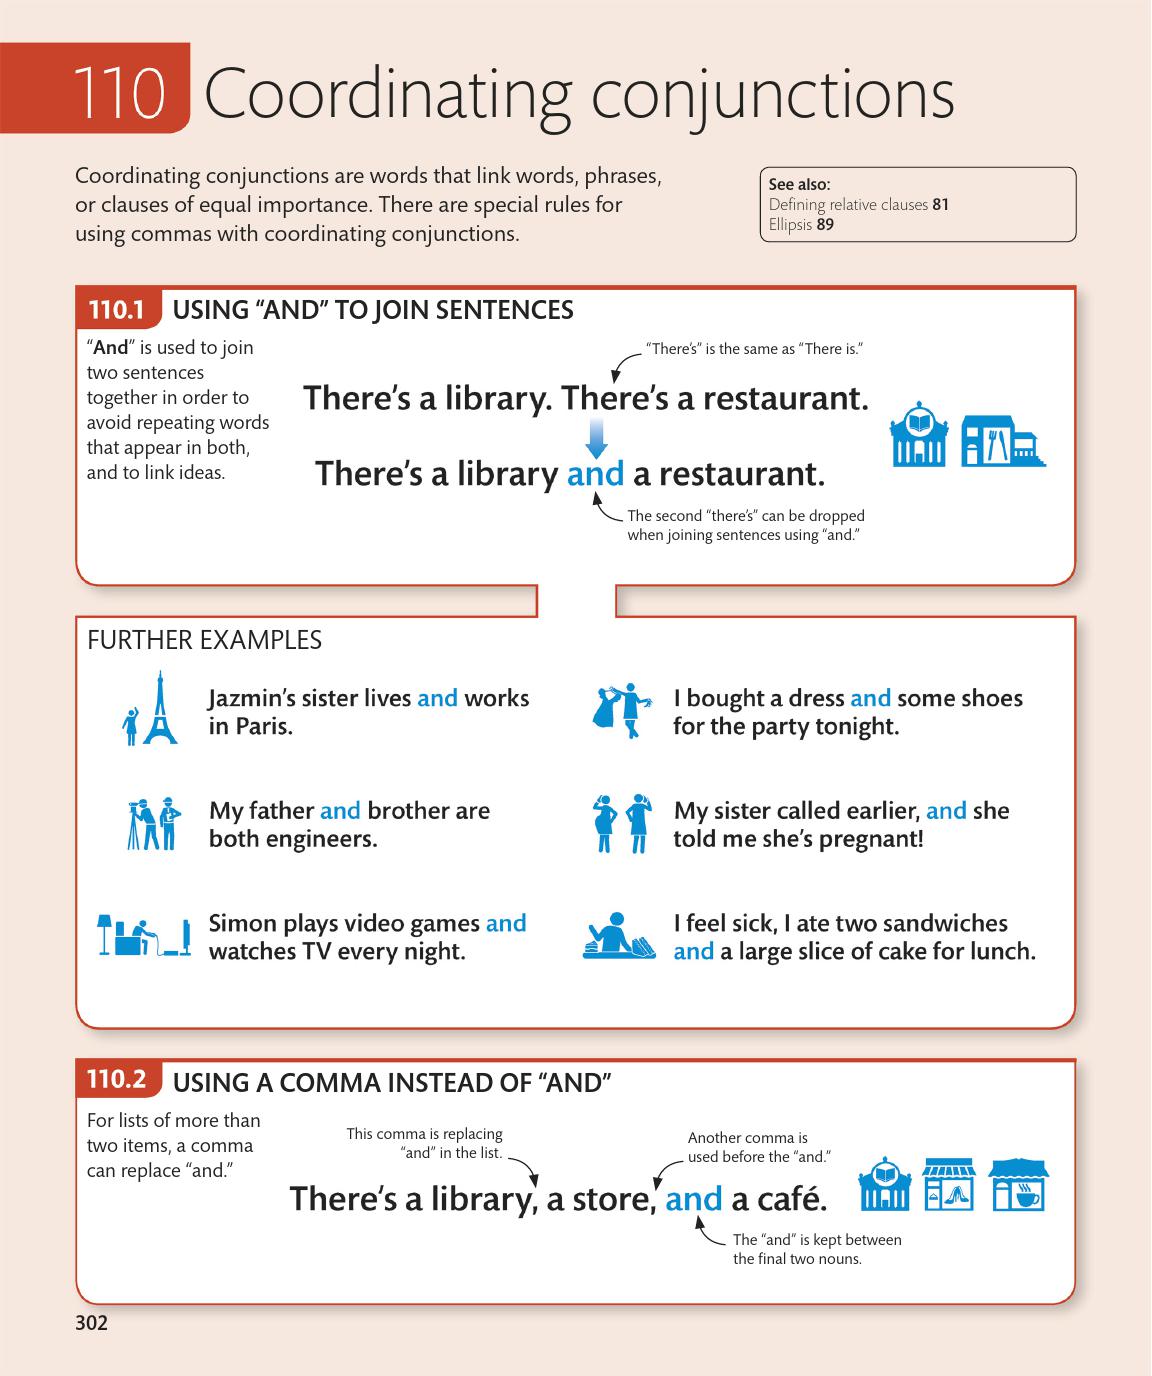 110 Coordinating conjunctions
Coordinating conjunctions are words that link words, phrases,
or clauses of equal importance. There are special rules for
using commas with coordinating conjunctions.
See also:
Defining relative clauses 81
Ellipsis 89
110.1 USING “AND” TO JOIN SENTENCES
“And” is used to join
two sentences
together in order to
avoid repeating words
that appear in both,
and to link ideas.
“There’s” is the same as “There is.”
There’s a library. There’s a restaurant.
There’s a library and a restaurant.
The second “there’s” can be dropped
when joining sentences using “and.”
FURTHER EXAMPLES
Jazmin’s sister lives and works
in Paris.
I bought a dress and some shoes
for the party tonight.
My father and brother are
both engineers.
My sister called earlier, and she
told me she’s pregnant!
Simon plays video games and
watches TV every night.
I feel sick, I ate two sandwiches
and a large slice of cake for lunch.
110.2 USING A COMMA INSTEAD OF “AND”
For lists of more than
two items, a comma
can replace “and.”
This comma is replacing
“and” in the list.
Another comma is
used before the “and.”
There’s a library, a store, and a café.
The “and” is kept between
the final two nouns.
302